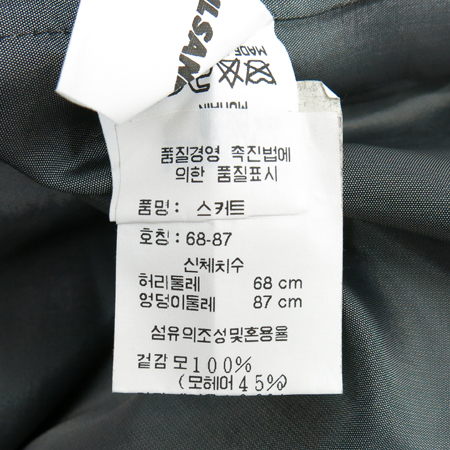 품질경영 촉진법에
의한 품질표시
품명: 스커트
호칭: 68-87
신체치수
허리둘레 68 cm
엉덩이둘레 87 cm
섬유의조성및혼용율
겉감 모100%
(모헤어45%)